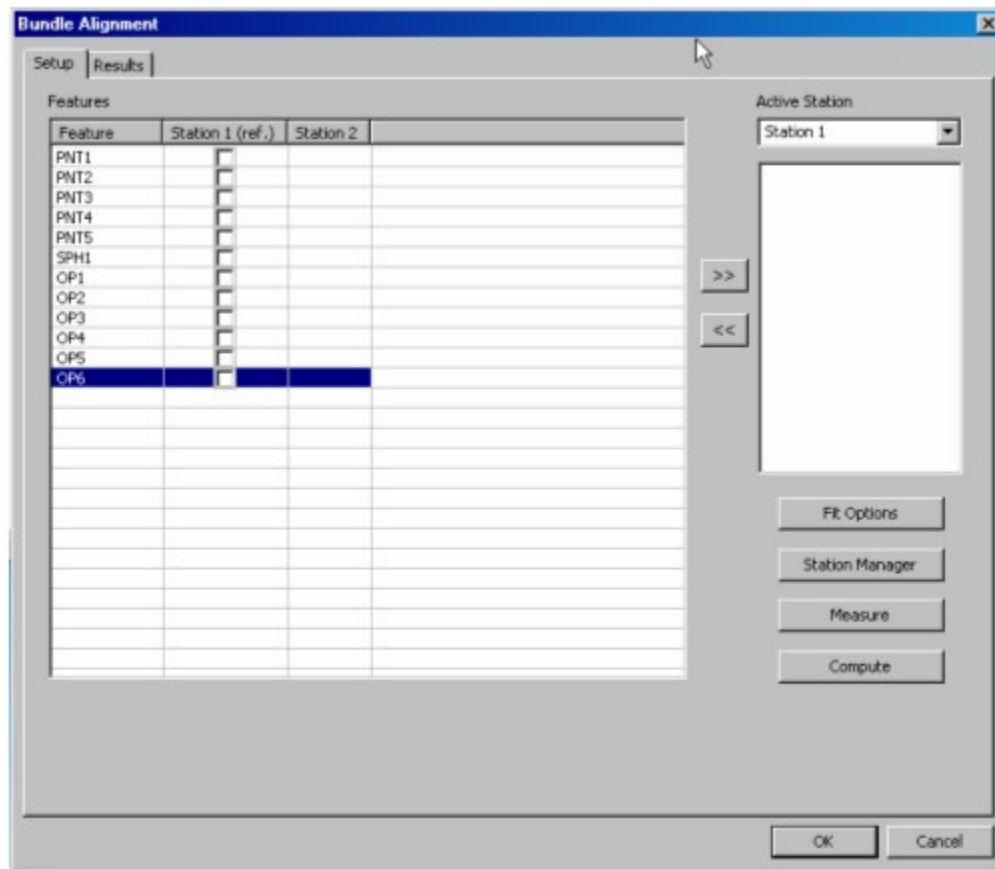 Bundle Alignment
Setup Results
Features
Active Station
Feature Station 1 (ref.) Station 2
Station 1
PNT1
PNT2
PNT3
PNT4
PNT5
SPH1
OP1
OP2
OP3
OP4
OP5
OP6
>>
<<
Fit Options
Station Manager
Measure
Compute
OK Cancel